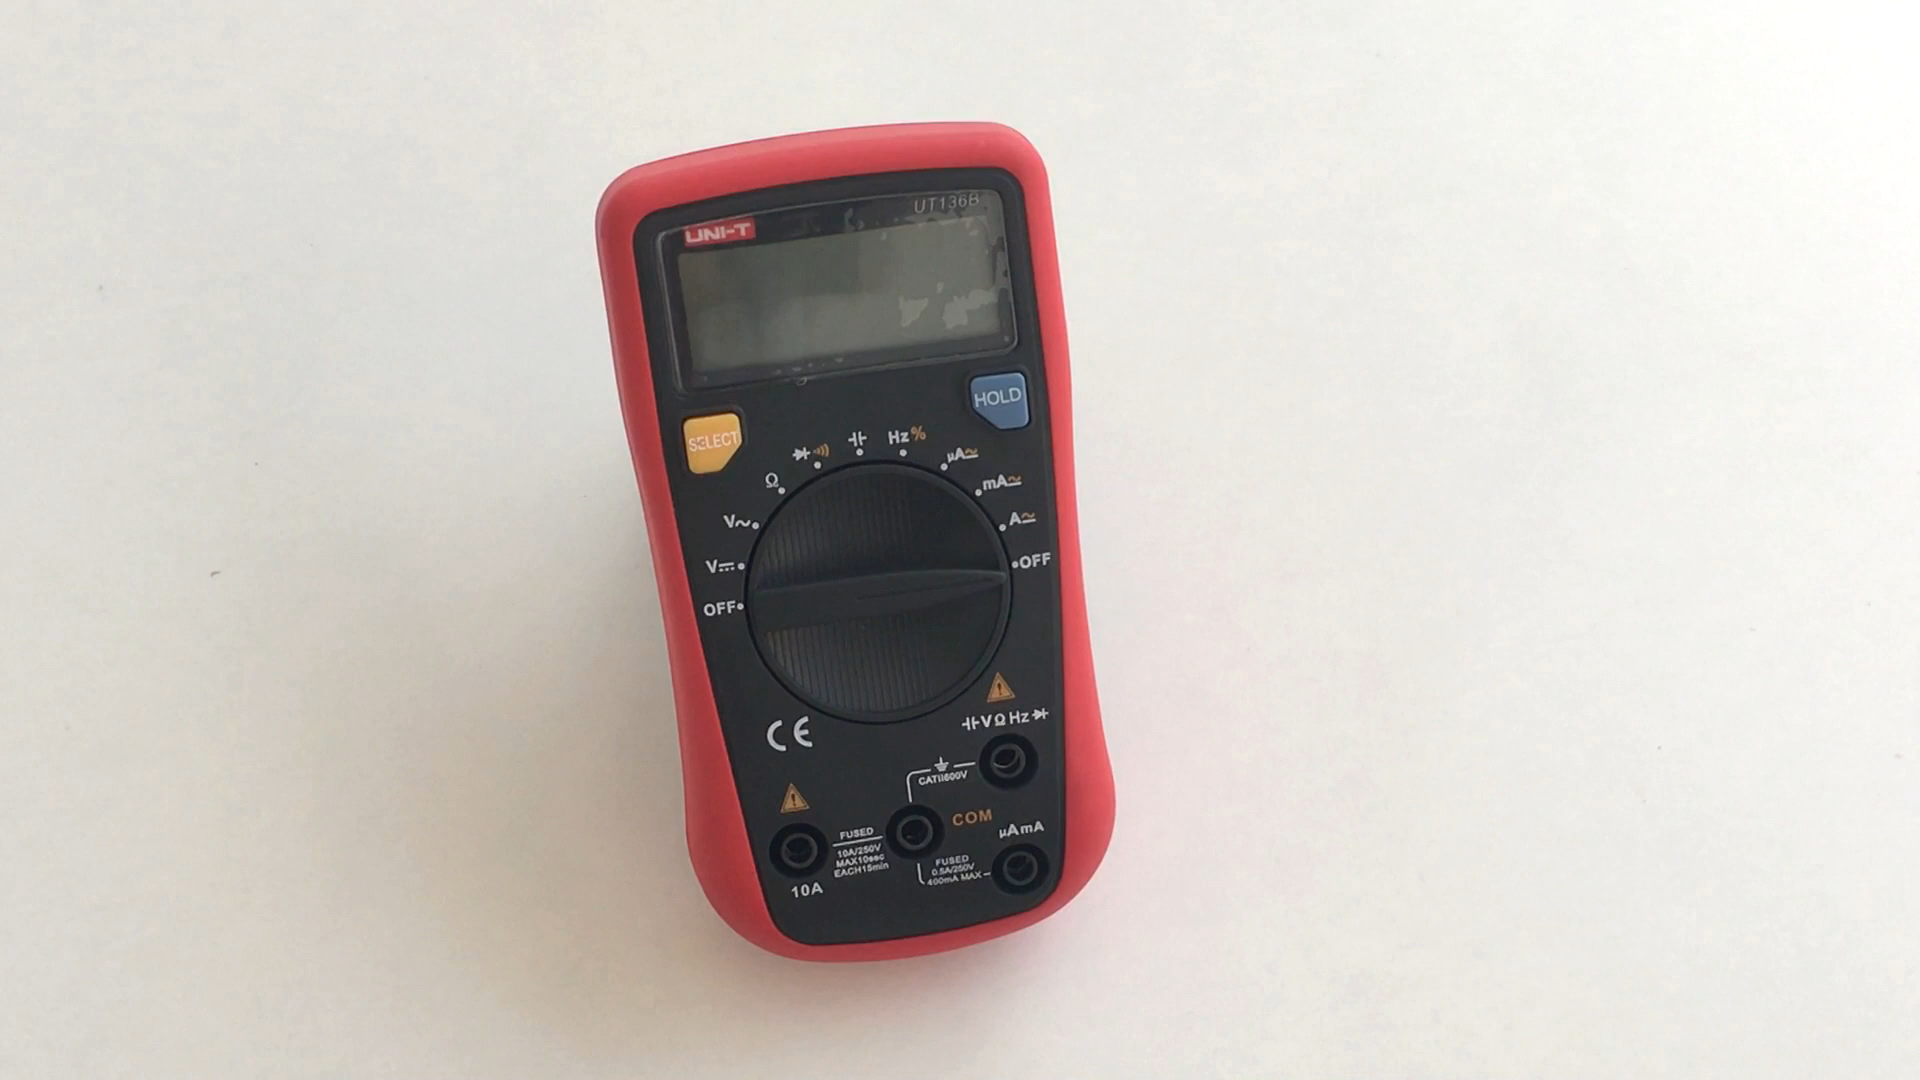 UT136B
UNI-T
HOLD
SELECT
Hz%
µA≂
mA≂
A≂
Ω
V~
V⎓
OFF
OFF
CE
VΩHz
CATII600V
COM
µAmA
FUSED
10A/250V
MAX10sec
EACH15min
10A
FUSED
0.5A/250V
400mA MAX